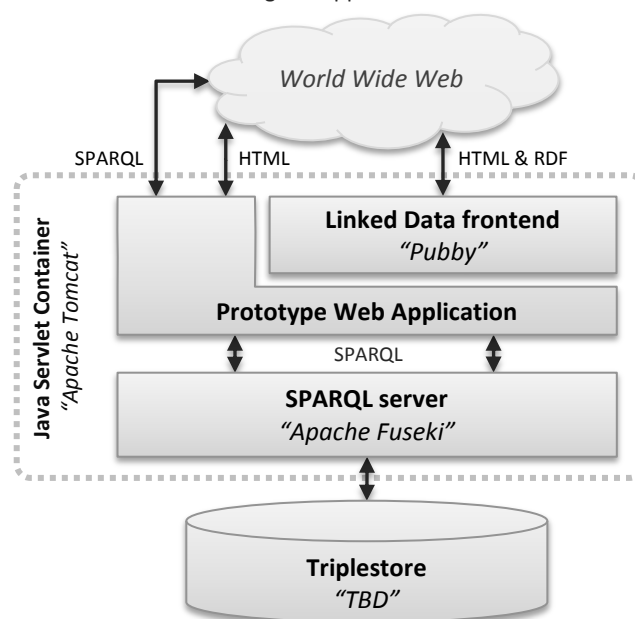 World Wide Web
SPARQL
HTML
HTML & RDF
Java Servlet Container
“Apache Tomcat”
Linked Data frontend
“Pubby”
Prototype Web Application
SPARQL
SPARQL server
“Apache Fuseki”
Triplestore
“TBD”